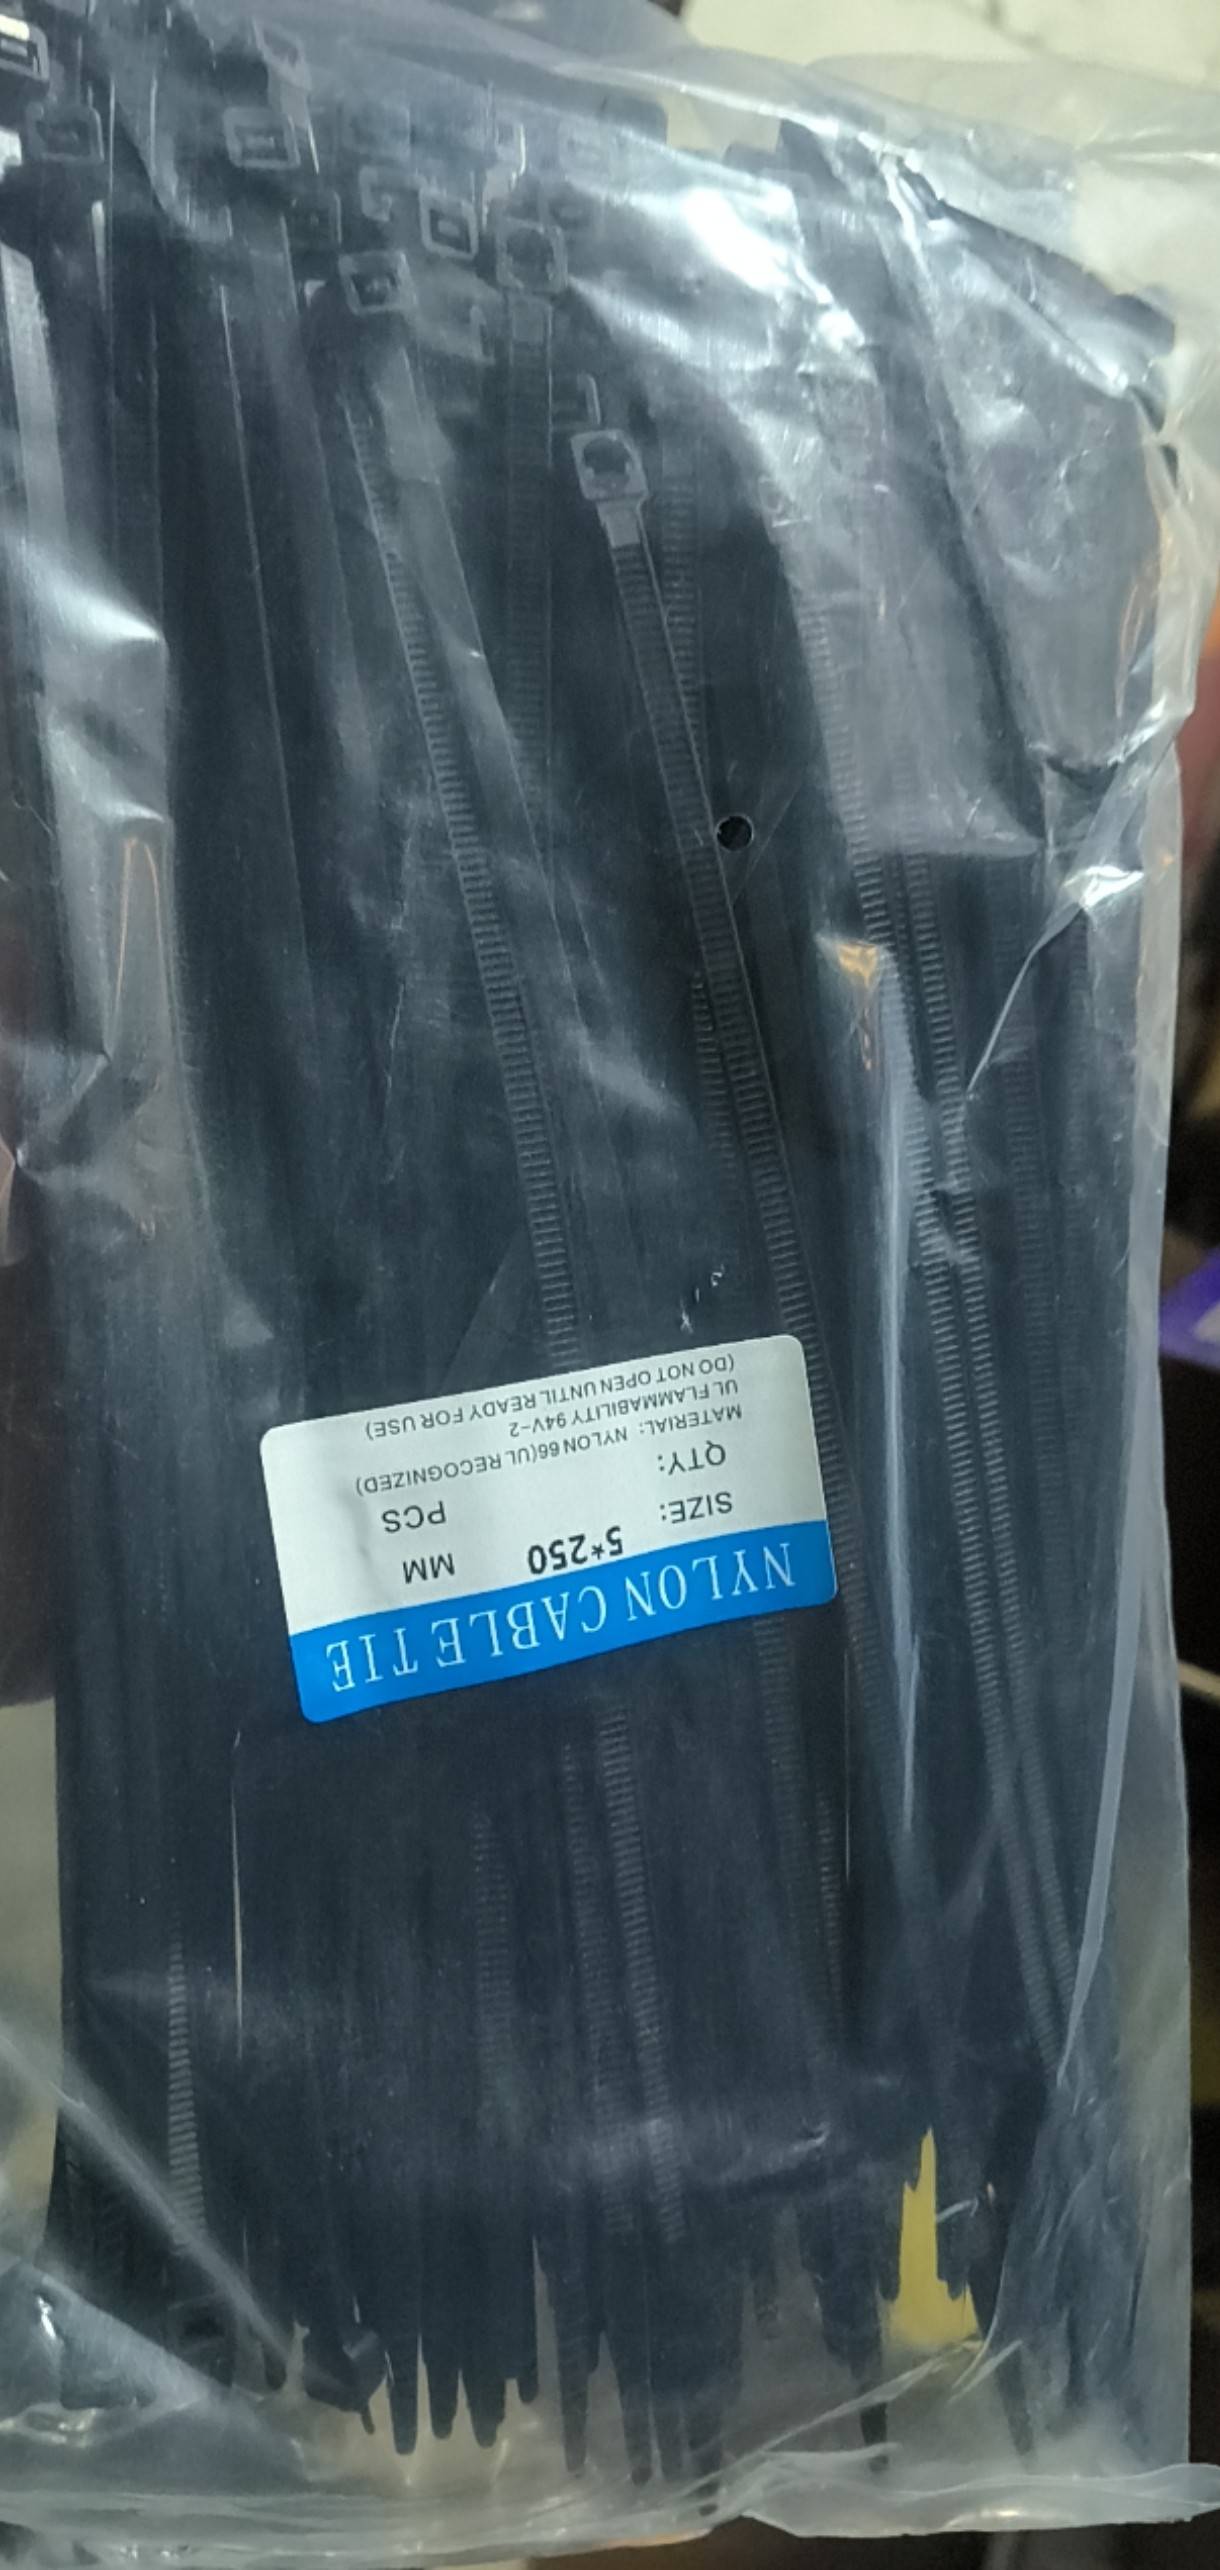 NYLON CABLE TIE
SIZE: 5*250 MM
QTY: PCS
MATERIAL: NYLON 66(UL RECOGNIZED)
UL FLAMMABILITY 94V-2
(DO NOT OPEN UNTIL READY FOR USE)